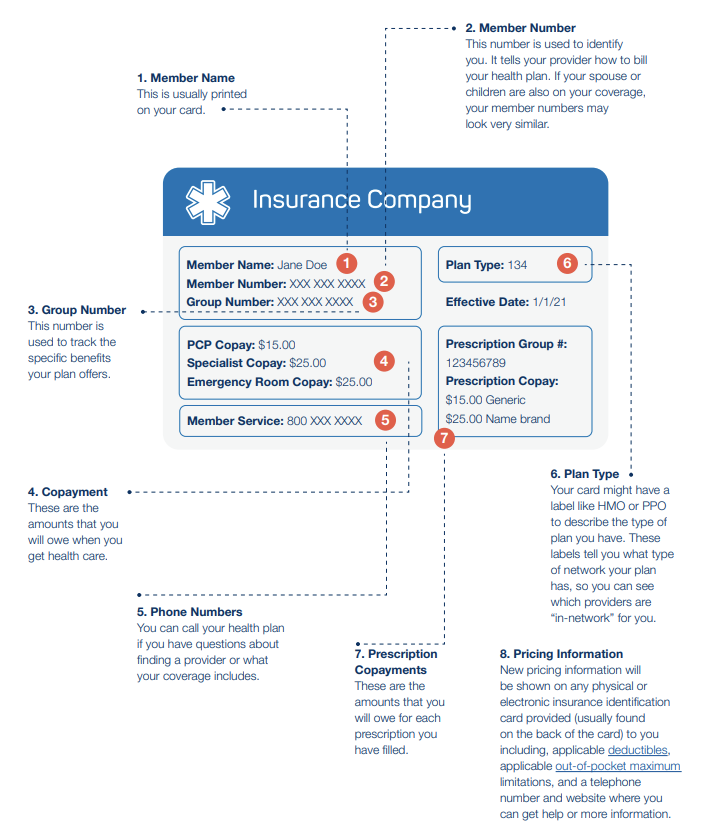 2. Member Number
This number is used to identify
you. It tells your provider how to bill
your health plan. If your spouse or
children are also on your coverage,
your member numbers may
look very similar.
1. Member Name
This is usually printed
on your card.
Insurance Company
Member Name: Jane Doe 1
Member Number: XXX XXX XXXX 2
Group Number: XXX XXX XXXX 3
Plan Type: 134 6
Effective Date: 1/1/21
3. Group Number
This number is
used to track the
specific benefits
your plan offers.
PCP Copay: $15.00
Specialist Copay: $25.00 4
Emergency Room Copay: $25.00
Prescription Group #:
123456789
Prescription Copay:
$15.00 Generic
$25.00 Name brand
Member Service: 800 XXX XXXX 5
7
4. Copayment
These are the
amounts that you
will owe when you
get health care.
6. Plan Type
Your card might have a
label like HMO or PPO
to describe the type of
plan you have. These
labels tell you what type
of network your plan
has, so you can see
which providers are
“in-network” for you.
5. Phone Numbers
You can call your health plan
if you have questions about
finding a provider or what
your coverage includes.
7. Prescription
Copayments
These are the
amounts that you
will owe for each
prescription you
have filled.
8. Pricing Information
New pricing information will
be shown on any physical or
electronic insurance identification
card provided (usually found
on the back of the card) to you
including, applicable deductibles,
applicable out-of-pocket maximum
limitations, and a telephone
number and website where you
can get help or more information.